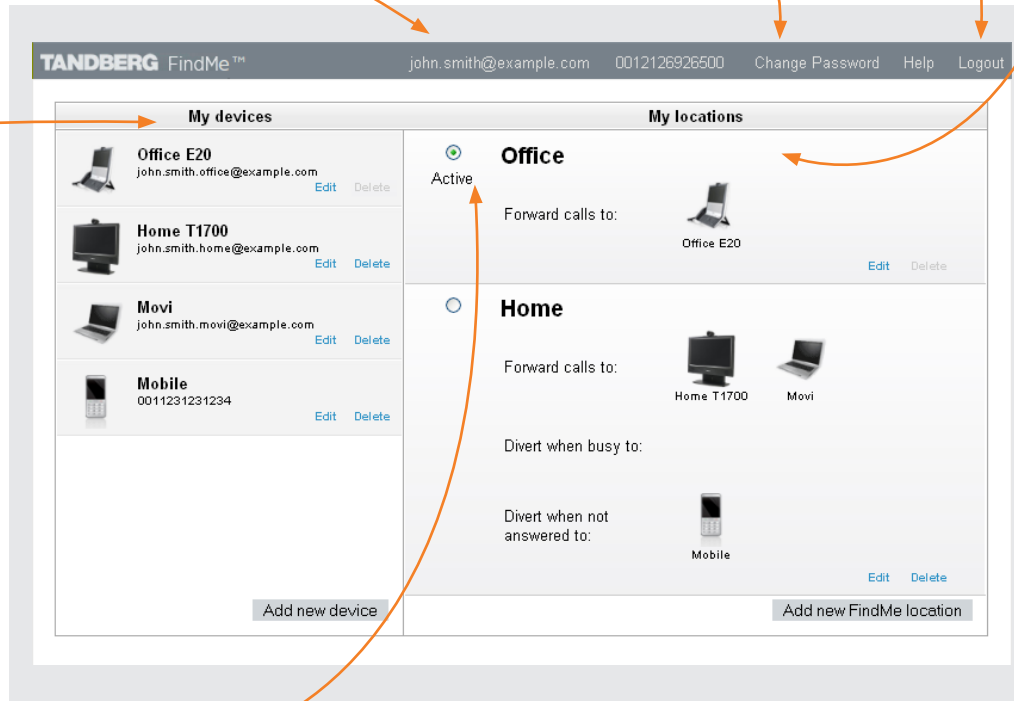 TANDBERG FindMe™ john.smith@example.com 0012126926500 Change Password Help Logout
My devices
Office E20
john.smith.office@example.com
Edit Delete
Home T1700
john.smith.home@example.com
Edit Delete
Movi
john.smith.movi@example.com
Edit Delete
Mobile
0011231231234
Edit Delete
Add new device
My locations
Active
Office
Forward calls to:
Office E20
Edit Delete
Home
Forward calls to:
Home T1700 Movi
Divert when busy to:
Divert when not
answered to:
Mobile
Edit Delete
Add new FindMe location